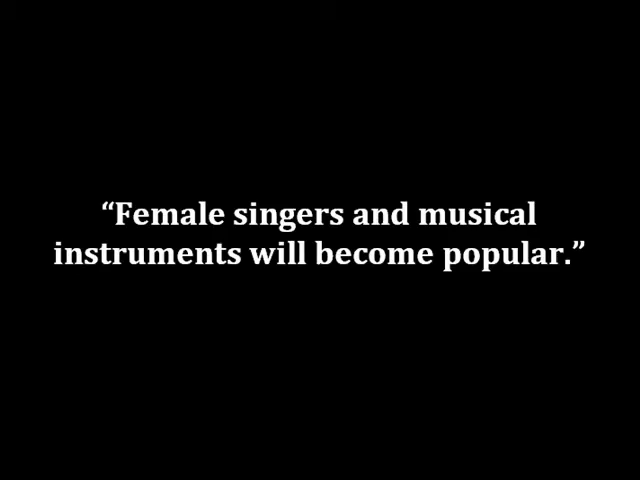 “Female singers and musical
instruments will become popular.”